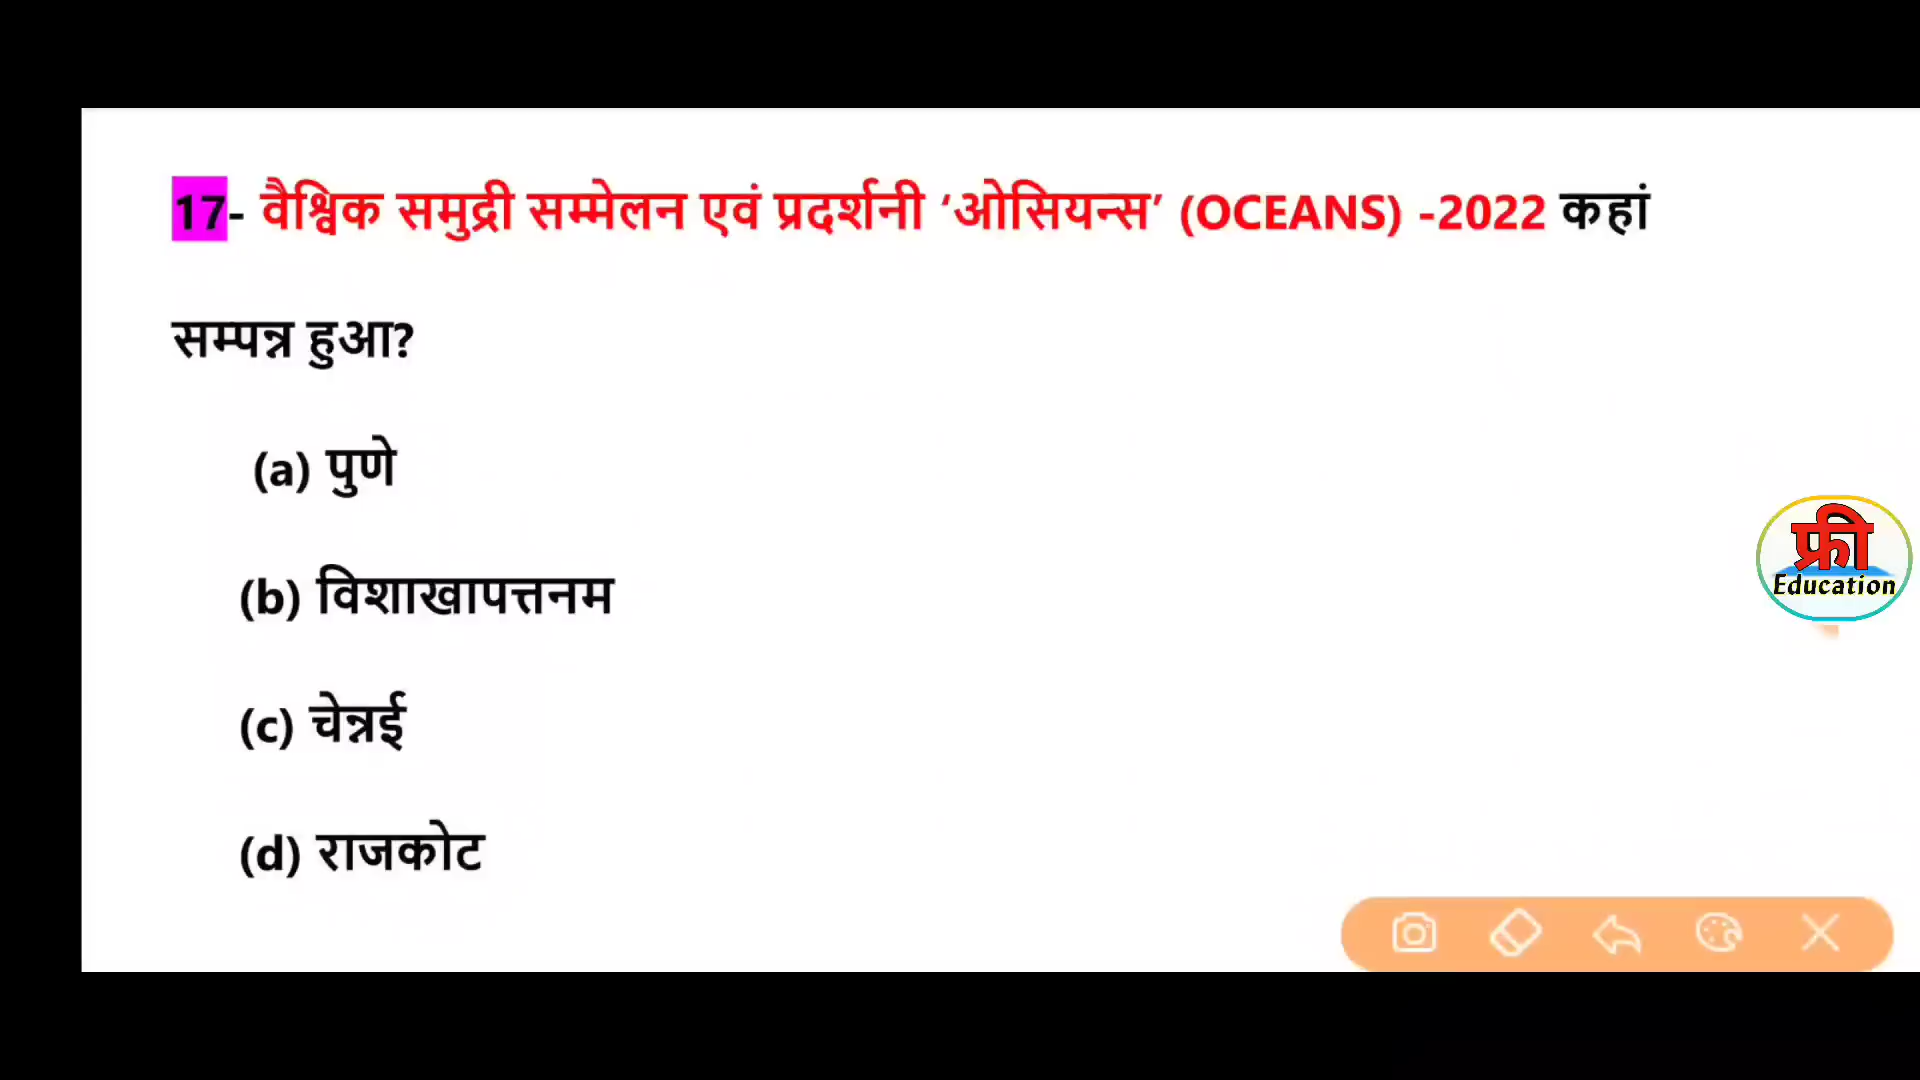 17- वैश्विक समुद्री सम्मेलन एवं प्रदर्शनी ‘ओसियन्स’ (OCEANS) -2022 कहां
सम्पन्न हुआ?
(a) पुणे
(b) विशाखापत्तनम
(c) चेन्नई
(d) राजकोट
फ्री
Education